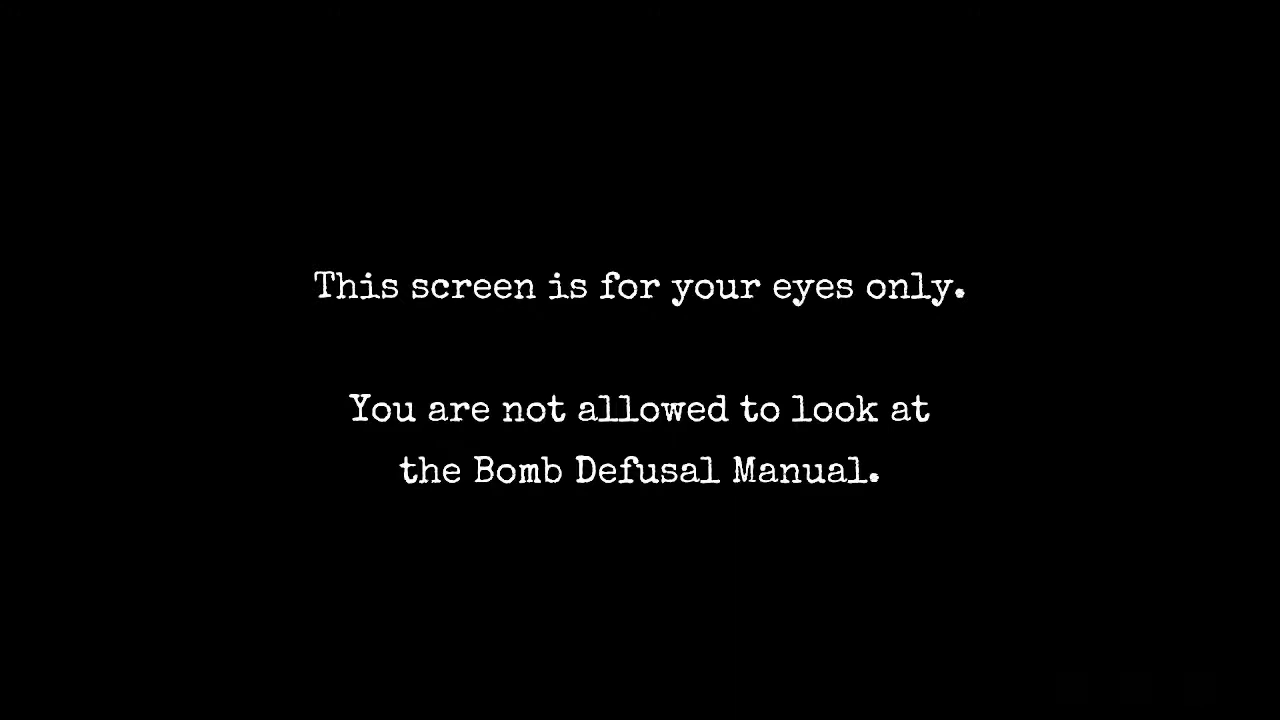 This screen is for your eyes only.
You are not allowed to look at
the Bomb Defusal Manual.